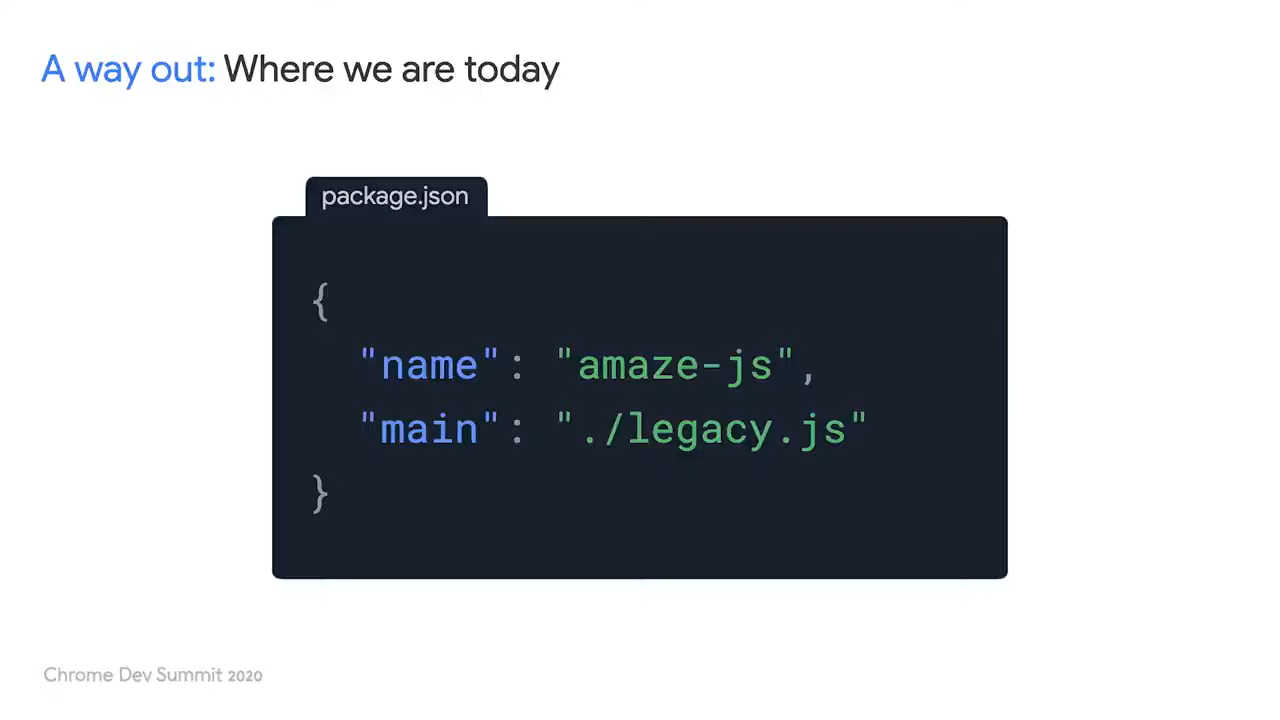 A way out: Where we are today
package.json
{
"name": "amaze-js",
"main": "./legacy.js"
}
Chrome Dev Summit 2020